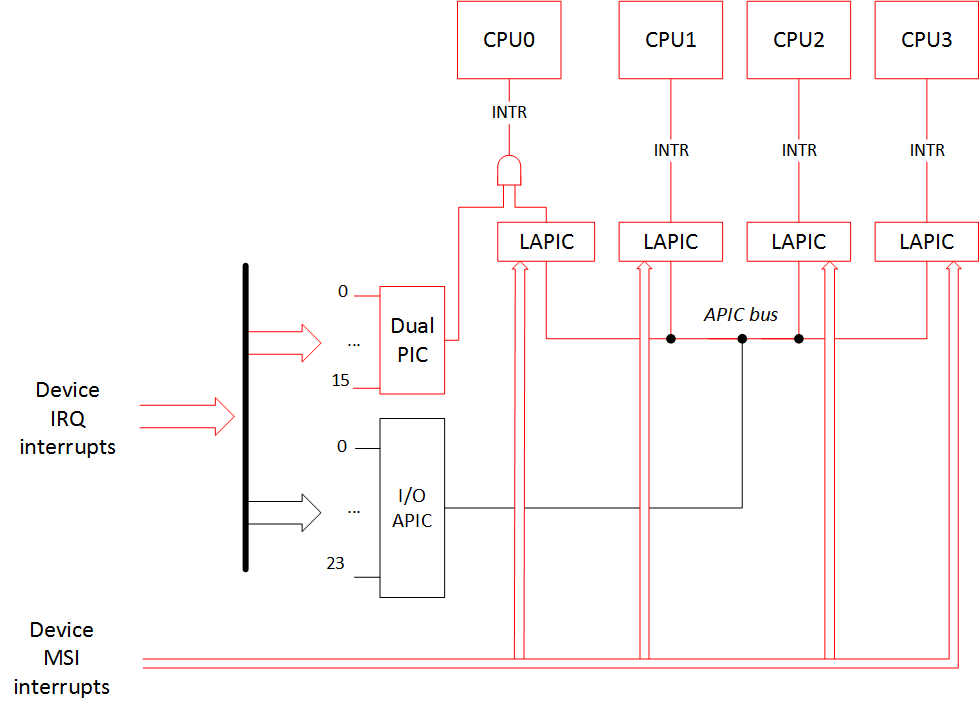 CPU0
CPU1
CPU2
CPU3
INTR
INTR
INTR
INTR
LAPIC
LAPIC
LAPIC
LAPIC
APIC bus
0
...
15
Dual
PIC
Device
IRQ
interrupts
0
...
23
I/O
APIC
Device
MSI
interrupts